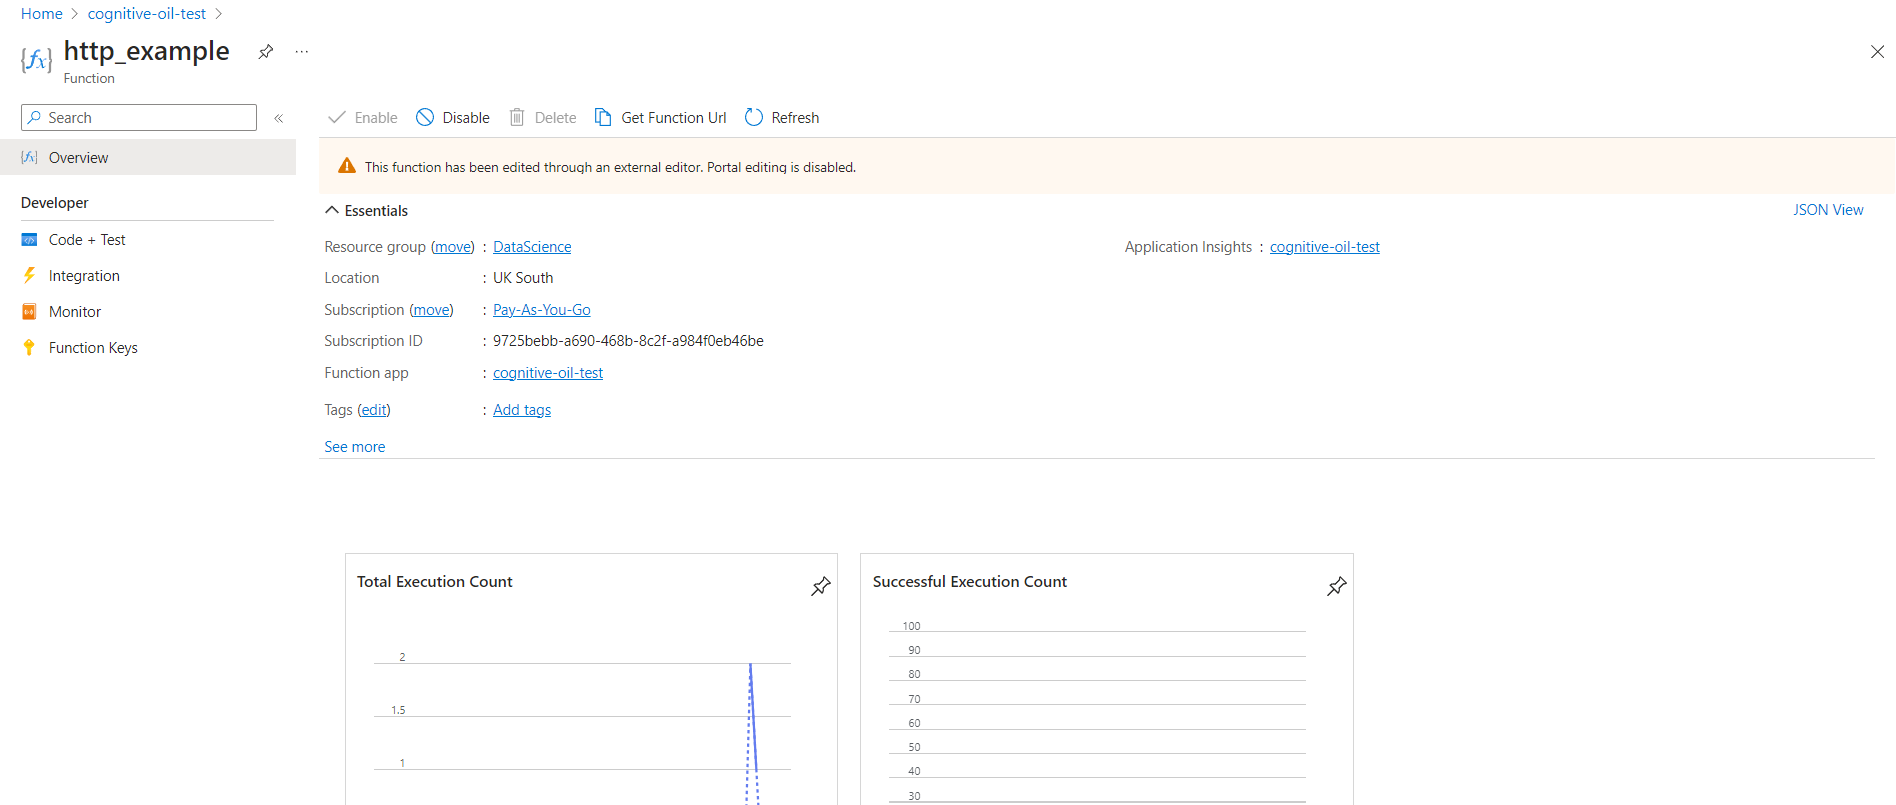 Home > cognitive-oil-test >
http_example
Function
Search
«
Enable Disable Delete Get Function Url Refresh
Overview
This function has been edited through an external editor. Portal editing is disabled.
Developer
Essentials
JSON View
Code + Test
Integration
Monitor
Function Keys
Resource group (move) : DataScience
Application Insights : cognitive-oil-test
Location : UK South
Subscription (move) : Pay-As-You-Go
Subscription ID : 9725bebb-a690-468b-8c2f-a984f0eb46be
Function app : cognitive-oil-test
Tags (edit) : Add tags
See more
Total Execution Count
2
1.5
1
Successful Execution Count
100
90
80
70
60
50
40
30